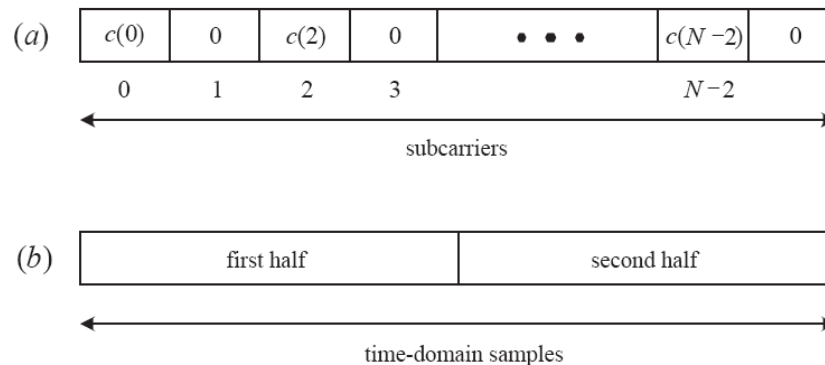 (a) c(0) 0 c(2) 0 • • • c(N−2) 0
0 1 2 3 N−2
subcarriers
(b) first half second half
time-domain samples